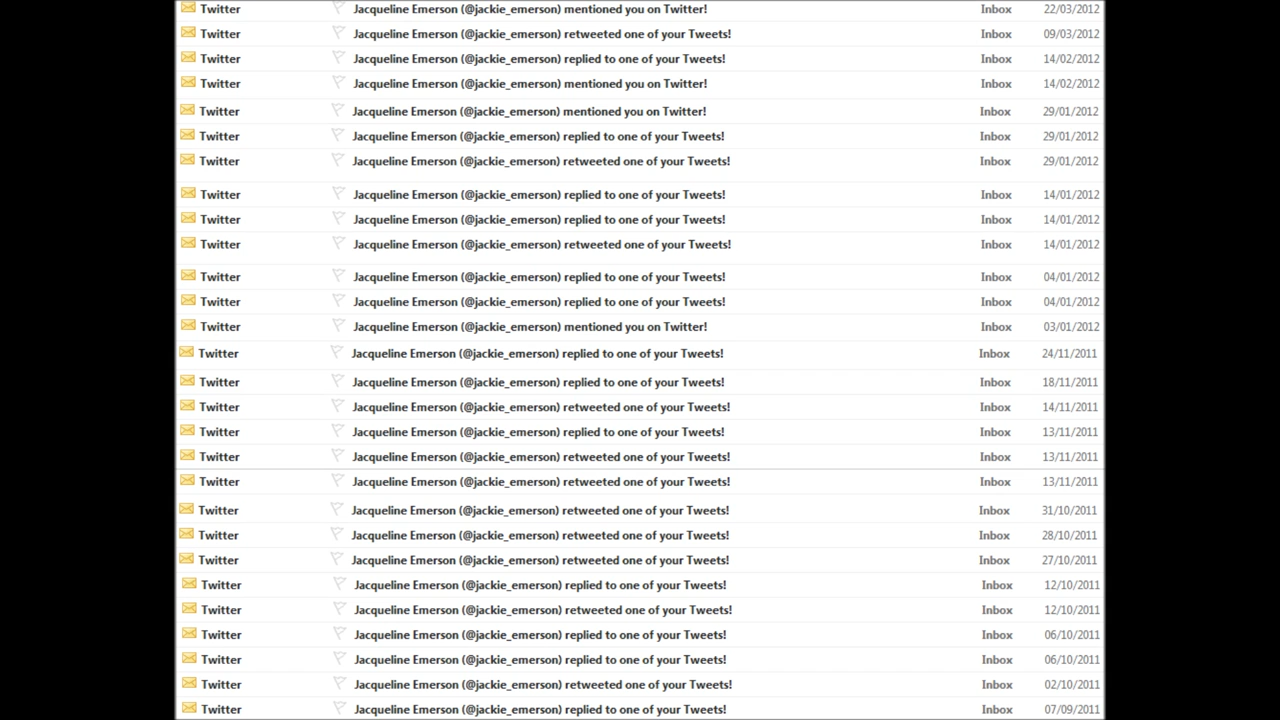 Twitter Jacqueline Emerson (@jackie_emerson) mentioned you on Twitter! Inbox 22/03/2012
Twitter Jacqueline Emerson (@jackie_emerson) retweeted one of your Tweets! Inbox 09/03/2012
Twitter Jacqueline Emerson (@jackie_emerson) replied to one of your Tweets! Inbox 14/02/2012
Twitter Jacqueline Emerson (@jackie_emerson) mentioned you on Twitter! Inbox 14/02/2012
Twitter Jacqueline Emerson (@jackie_emerson) mentioned you on Twitter! Inbox 29/01/2012
Twitter Jacqueline Emerson (@jackie_emerson) replied to one of your Tweets! Inbox 29/01/2012
Twitter Jacqueline Emerson (@jackie_emerson) retweeted one of your Tweets! Inbox 29/01/2012
Twitter Jacqueline Emerson (@jackie_emerson) replied to one of your Tweets! Inbox 14/01/2012
Twitter Jacqueline Emerson (@jackie_emerson) replied to one of your Tweets! Inbox 14/01/2012
Twitter Jacqueline Emerson (@jackie_emerson) retweeted one of your Tweets! Inbox 14/01/2012
Twitter Jacqueline Emerson (@jackie_emerson) replied to one of your Tweets! Inbox 04/01/2012
Twitter Jacqueline Emerson (@jackie_emerson) replied to one of your Tweets! Inbox 04/01/2012
Twitter Jacqueline Emerson (@jackie_emerson) mentioned you on Twitter! Inbox 03/01/2012
Twitter Jacqueline Emerson (@jackie_emerson) replied to one of your Tweets! Inbox 24/11/2011
Twitter Jacqueline Emerson (@jackie_emerson) replied to one of your Tweets! Inbox 18/11/2011
Twitter Jacqueline Emerson (@jackie_emerson) retweeted one of your Tweets! Inbox 14/11/2011
Twitter Jacqueline Emerson (@jackie_emerson) replied to one of your Tweets! Inbox 13/11/2011
Twitter Jacqueline Emerson (@jackie_emerson) retweeted one of your Tweets! Inbox 13/11/2011
Twitter Jacqueline Emerson (@jackie_emerson) retweeted one of your Tweets! Inbox 13/11/2011
Twitter Jacqueline Emerson (@jackie_emerson) retweeted one of your Tweets! Inbox 31/10/2011
Twitter Jacqueline Emerson (@jackie_emerson) retweeted one of your Tweets! Inbox 28/10/2011
Twitter Jacqueline Emerson (@jackie_emerson) retweeted one of your Tweets! Inbox 27/10/2011
Twitter Jacqueline Emerson (@jackie_emerson) replied to one of your Tweets! Inbox 12/10/2011
Twitter Jacqueline Emerson (@jackie_emerson) retweeted one of your Tweets! Inbox 12/10/2011
Twitter Jacqueline Emerson (@jackie_emerson) replied to one of your Tweets! Inbox 06/10/2011
Twitter Jacqueline Emerson (@jackie_emerson) replied to one of your Tweets! Inbox 06/10/2011
Twitter Jacqueline Emerson (@jackie_emerson) retweeted one of your Tweets! Inbox 02/10/2011
Twitter Jacqueline Emerson (@jackie_emerson) replied to one of your Tweets! Inbox 07/09/2011